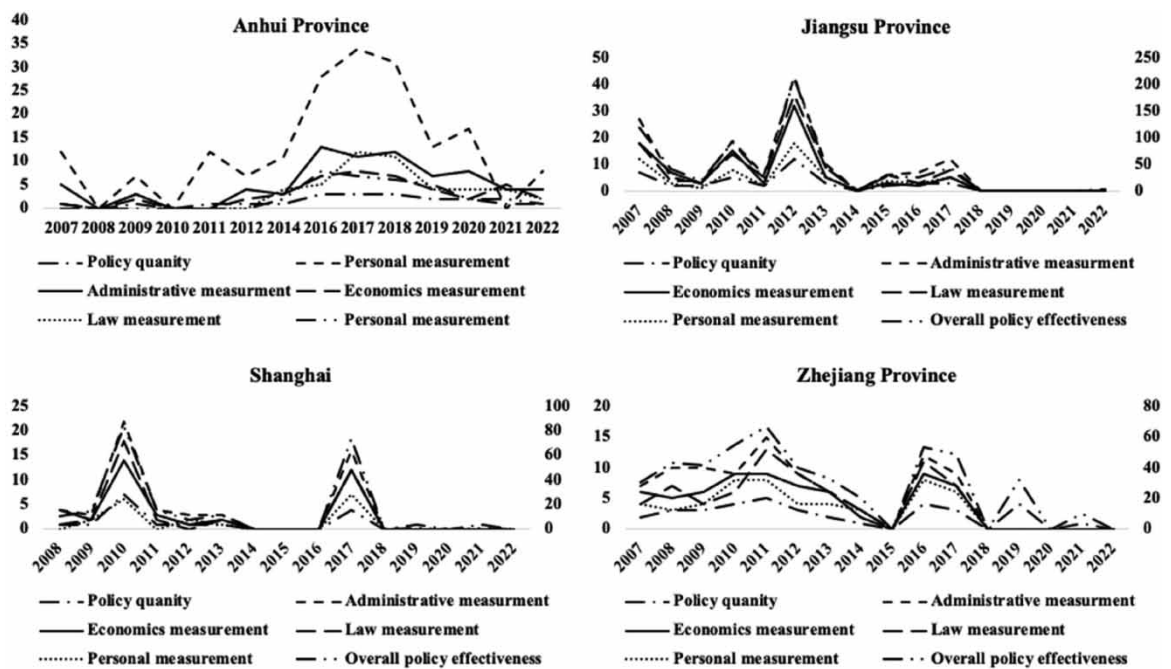 Anhui Province
40
35
30
25
20
15
10
5
0
2007 2008 2009 2010 2011 2012 2014 2016 2017 2018 2019 2020 2021 2022
Policy quanity Personal measurement
Administrative measurment Economics measurement
Law measurement Personal measurement
Jiangsu Province
50 250
40 200
30 150
20 100
10 50
0 0
2007 2008 2009 2010 2011 2012 2013 2014 2015 2016 2017 2018 2019 2020 2021 2022
Policy quanity Administrative measurment
Economics measurement Law measurement
Personal measurement Overall policy effectiveness
Shanghai
25 100
20 80
15 60
10 40
5 20
0 0
2008 2009 2010 2011 2012 2013 2014 2015 2016 2017 2018 2019 2020 2021 2022
Policy quanity Administrative measurment
Economics measurement Law measurement
Personal measurement Overall policy effectiveness
Zhejiang Province
20 80
15 60
10 40
5 20
0 0
2007 2008 2009 2010 2011 2012 2013 2014 2015 2016 2017 2018 2019 2020 2021 2022
Policy quanity Administrative measurment
Economics measurement Law measurement
Personal measurement Overall policy effectiveness